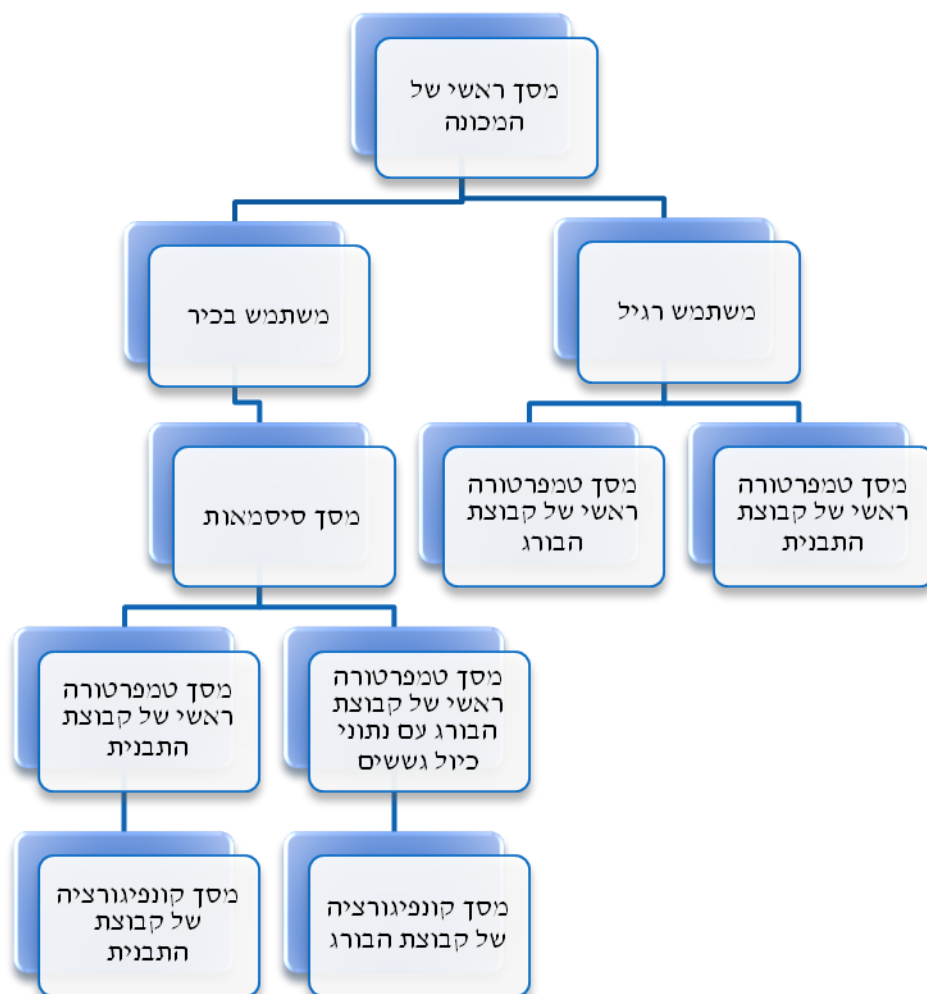 מסך ראשי של
המכונה
משתמש רגיל
משתמש בכיר
מסך טמפרטורה
ראשי של קבוצת
התבנית
מסך טמפרטורה
ראשי של קבוצת
הבורג
מסך סיסמאות
מסך טמפרטורה
ראשי של קבוצת
הבורג עם נתוני
כיול גששים
מסך טמפרטורה
ראשי של קבוצת
התבנית
מסך קונפיגורציה
של קבוצת הבורג
מסך קונפיגורציה
של קבוצת
התבנית